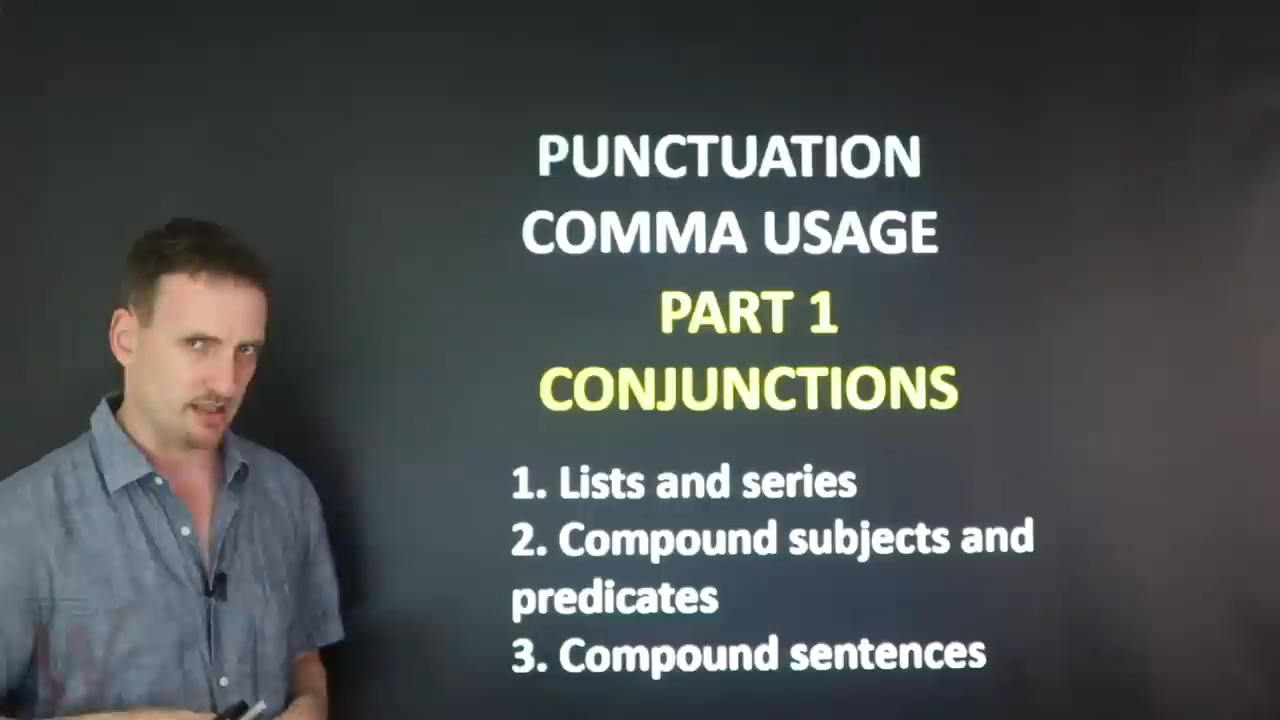 PUNCTUATION
COMMA USAGE
PART 1
CONJUNCTIONS
1. Lists and series
2. Compound subjects and
predicates
3. Compound sentences